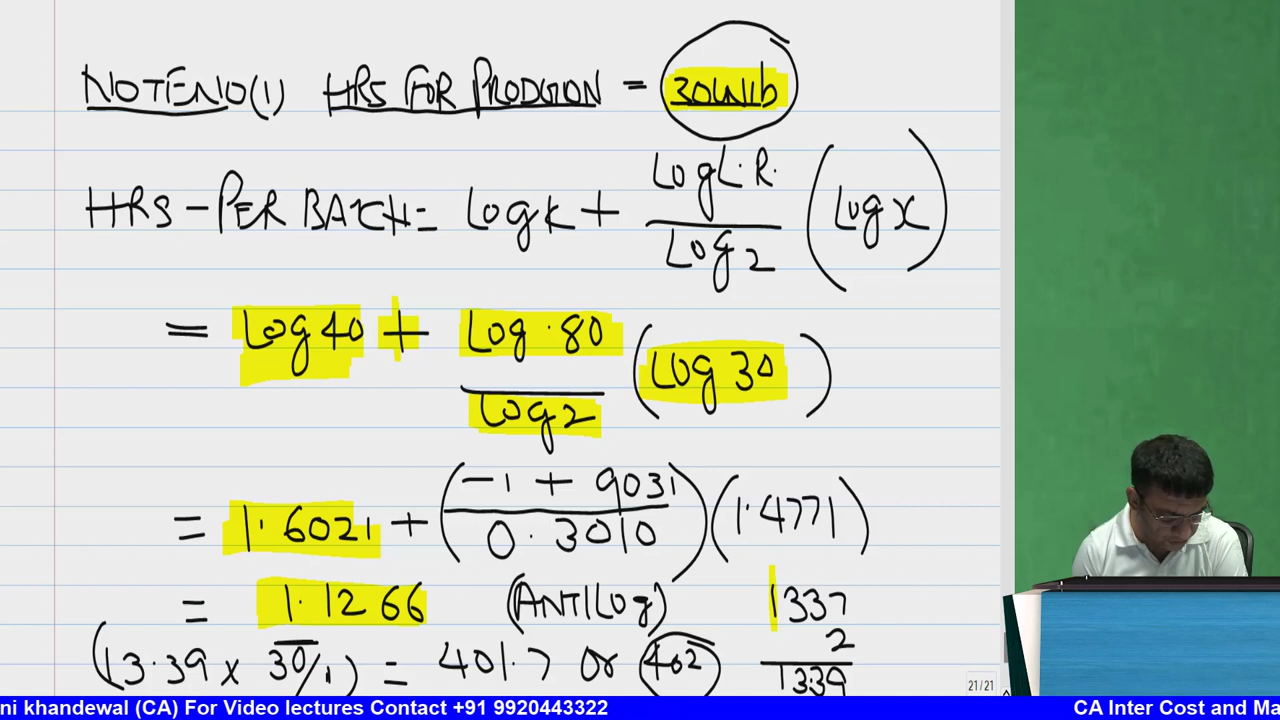 NOTE NO(1) HRS FOR PRODUCTION = 30 Units
HRS - PER BATCH = Log K + Log L.R. / Log 2 (Log x)
= Log 40 + Log .80 / Log 2 (Log 30)
= 1.6021 + (-1 + 9031 / 0.3010) (1.4771)
= 1.1266 (ANTILOG) 1337
2
1339
(13.39 x 30/1) = 401.7 or 402
21/21
ni khandewal (CA) For Video lectures Contact +91 9920443322 CA Inter Cost and Ma